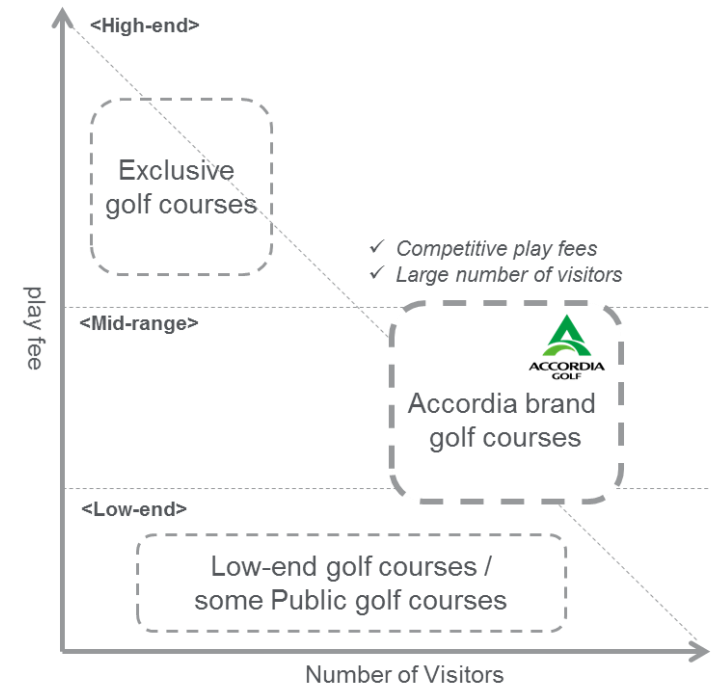 <High-end>
Exclusive
golf courses
✓ Competitive play fees
✓ Large number of visitors
play fee
<Mid-range>
ACCORDIA
GOLF
Accordia brand
golf courses
<Low-end>
Low-end golf courses /
some Public golf courses
Number of Visitors